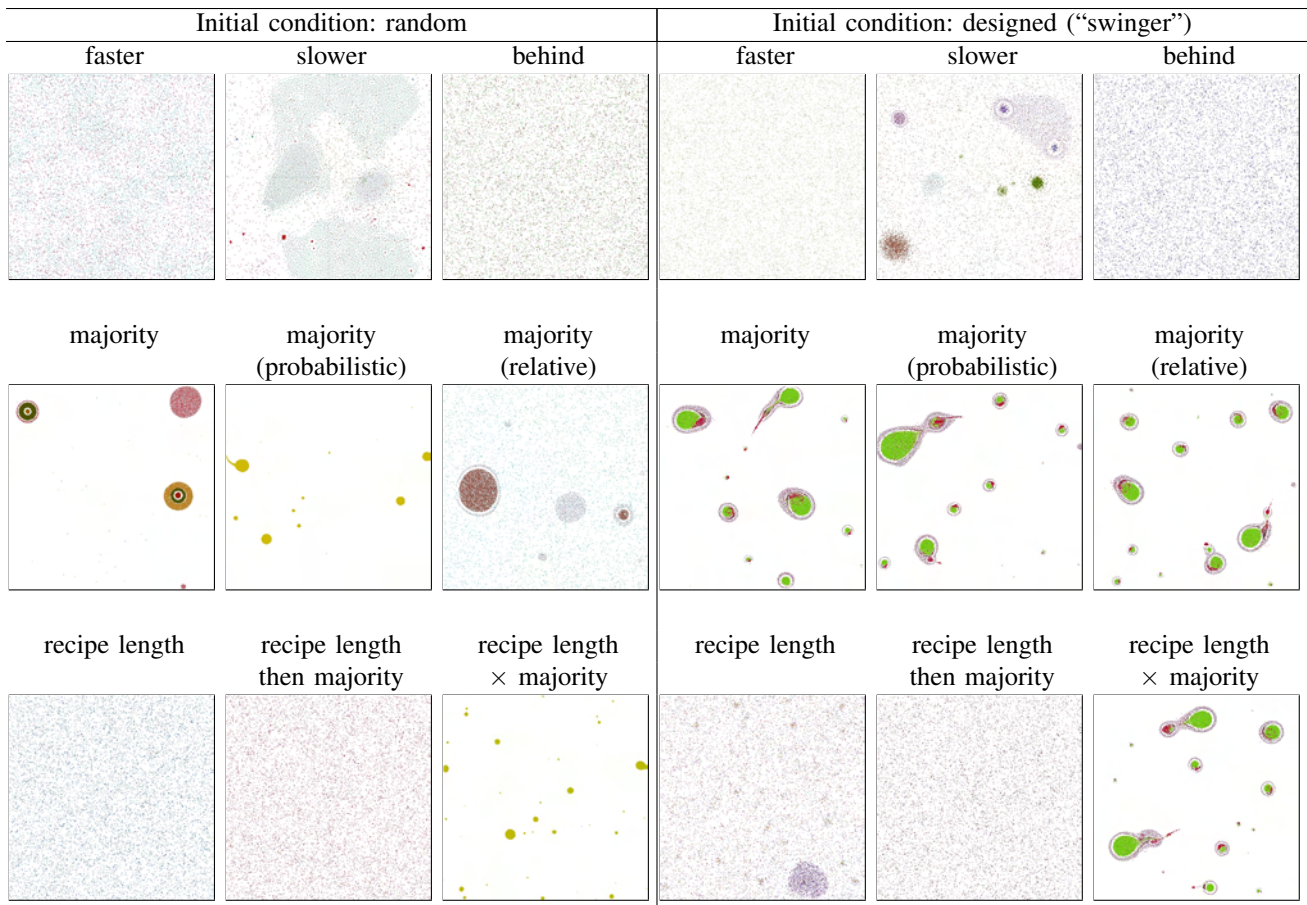 Initial condition: random
Initial condition: designed (“swinger”)
faster
slower
behind
faster
slower
behind
majority
majority
(probabilistic)
majority
(relative)
majority
majority
(probabilistic)
majority
(relative)
recipe length
recipe length
then majority
recipe length
× majority
recipe length
recipe length
then majority
recipe length
× majority